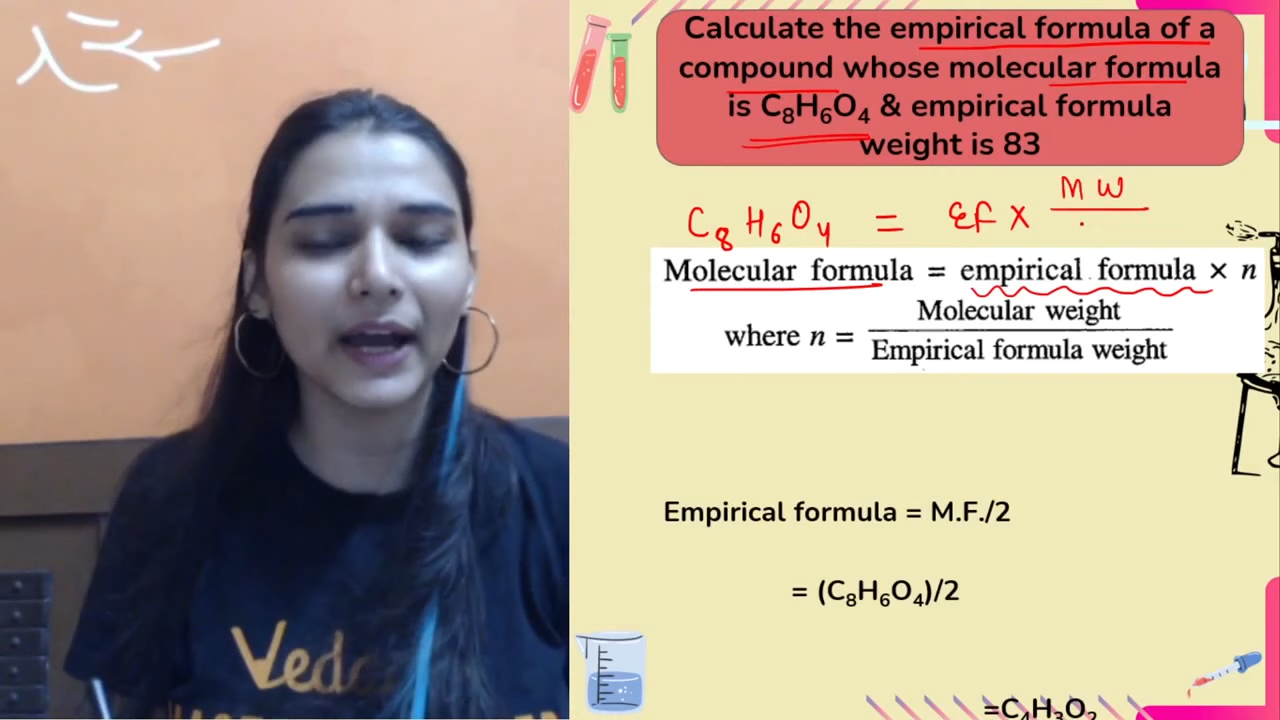 Calculate the empirical formula of a
compound whose molecular formula
is C₈H₆O₄ & empirical formula
weight is 83
C₈H₆O₄ = EF × MW
Molecular formula = empirical formula × n
where n = Molecular weight
Empirical formula weight
Empirical formula = M.F./2
= (C₈H₆O₄)/2
=C₄H₃O₂